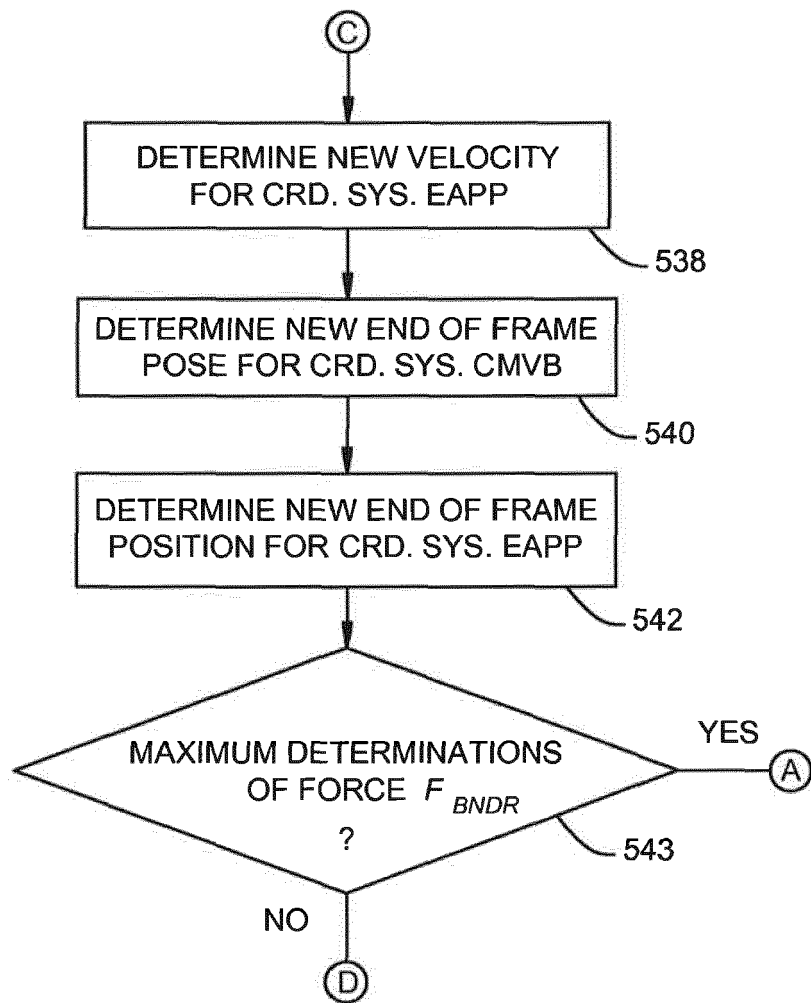 C
DETERMINE NEW VELOCITY
FOR CRD. SYS. EAPP
538
DETERMINE NEW END OF FRAME
POSE FOR CRD. SYS. CMVB
540
DETERMINE NEW END OF FRAME
POSITION FOR CRD. SYS. EAPP
542
MAXIMUM DETERMINATIONS
OF FORCE F BNDR
?
YES
A
543
NO
D